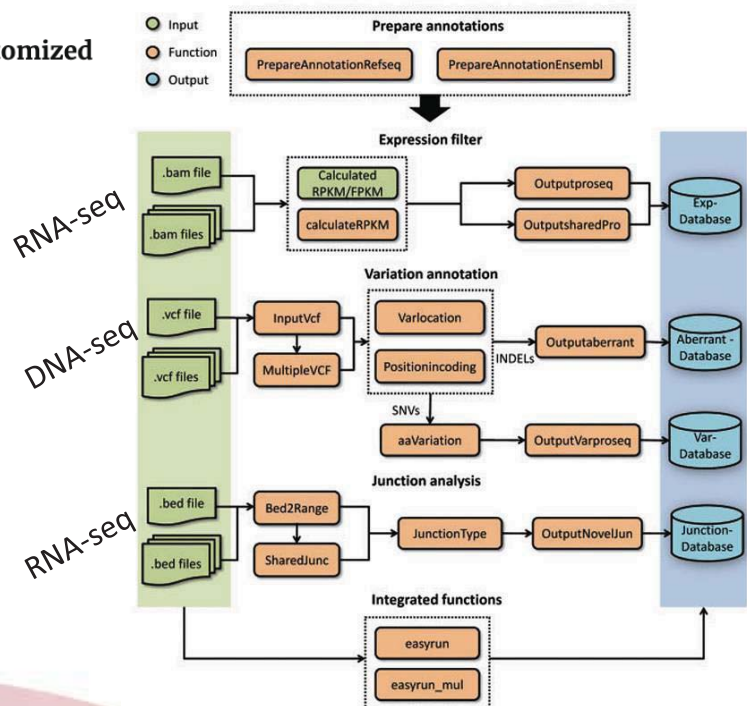 tomized
Input
Function
Output
Prepare annotations
PrepareAnnotationRefseq
PrepareAnnotationEnsembl
Expression filter
RNA-seq
.bam file
.bam files
Calculated
RPKM/FPKM
calculateRPKM
Outputproseq
OutputsharedPro
Exp-
Database
Variation annotation
DNA-seq
.vcf file
.vcf files
InputVcf
MultipleVCF
Varlocation
Positionincoding
INDELs
Outputaberrant
Aberrant -
Database
SNVs
aaVariation
OutputVarproseq
Var-
Database
Junction analysis
RNA-seq
.bed file
.bed files
Bed2Range
SharedJunc
JunctionType
OutputNovelJun
Junction-
Database
Integrated functions
easyrun
easyrun_mul